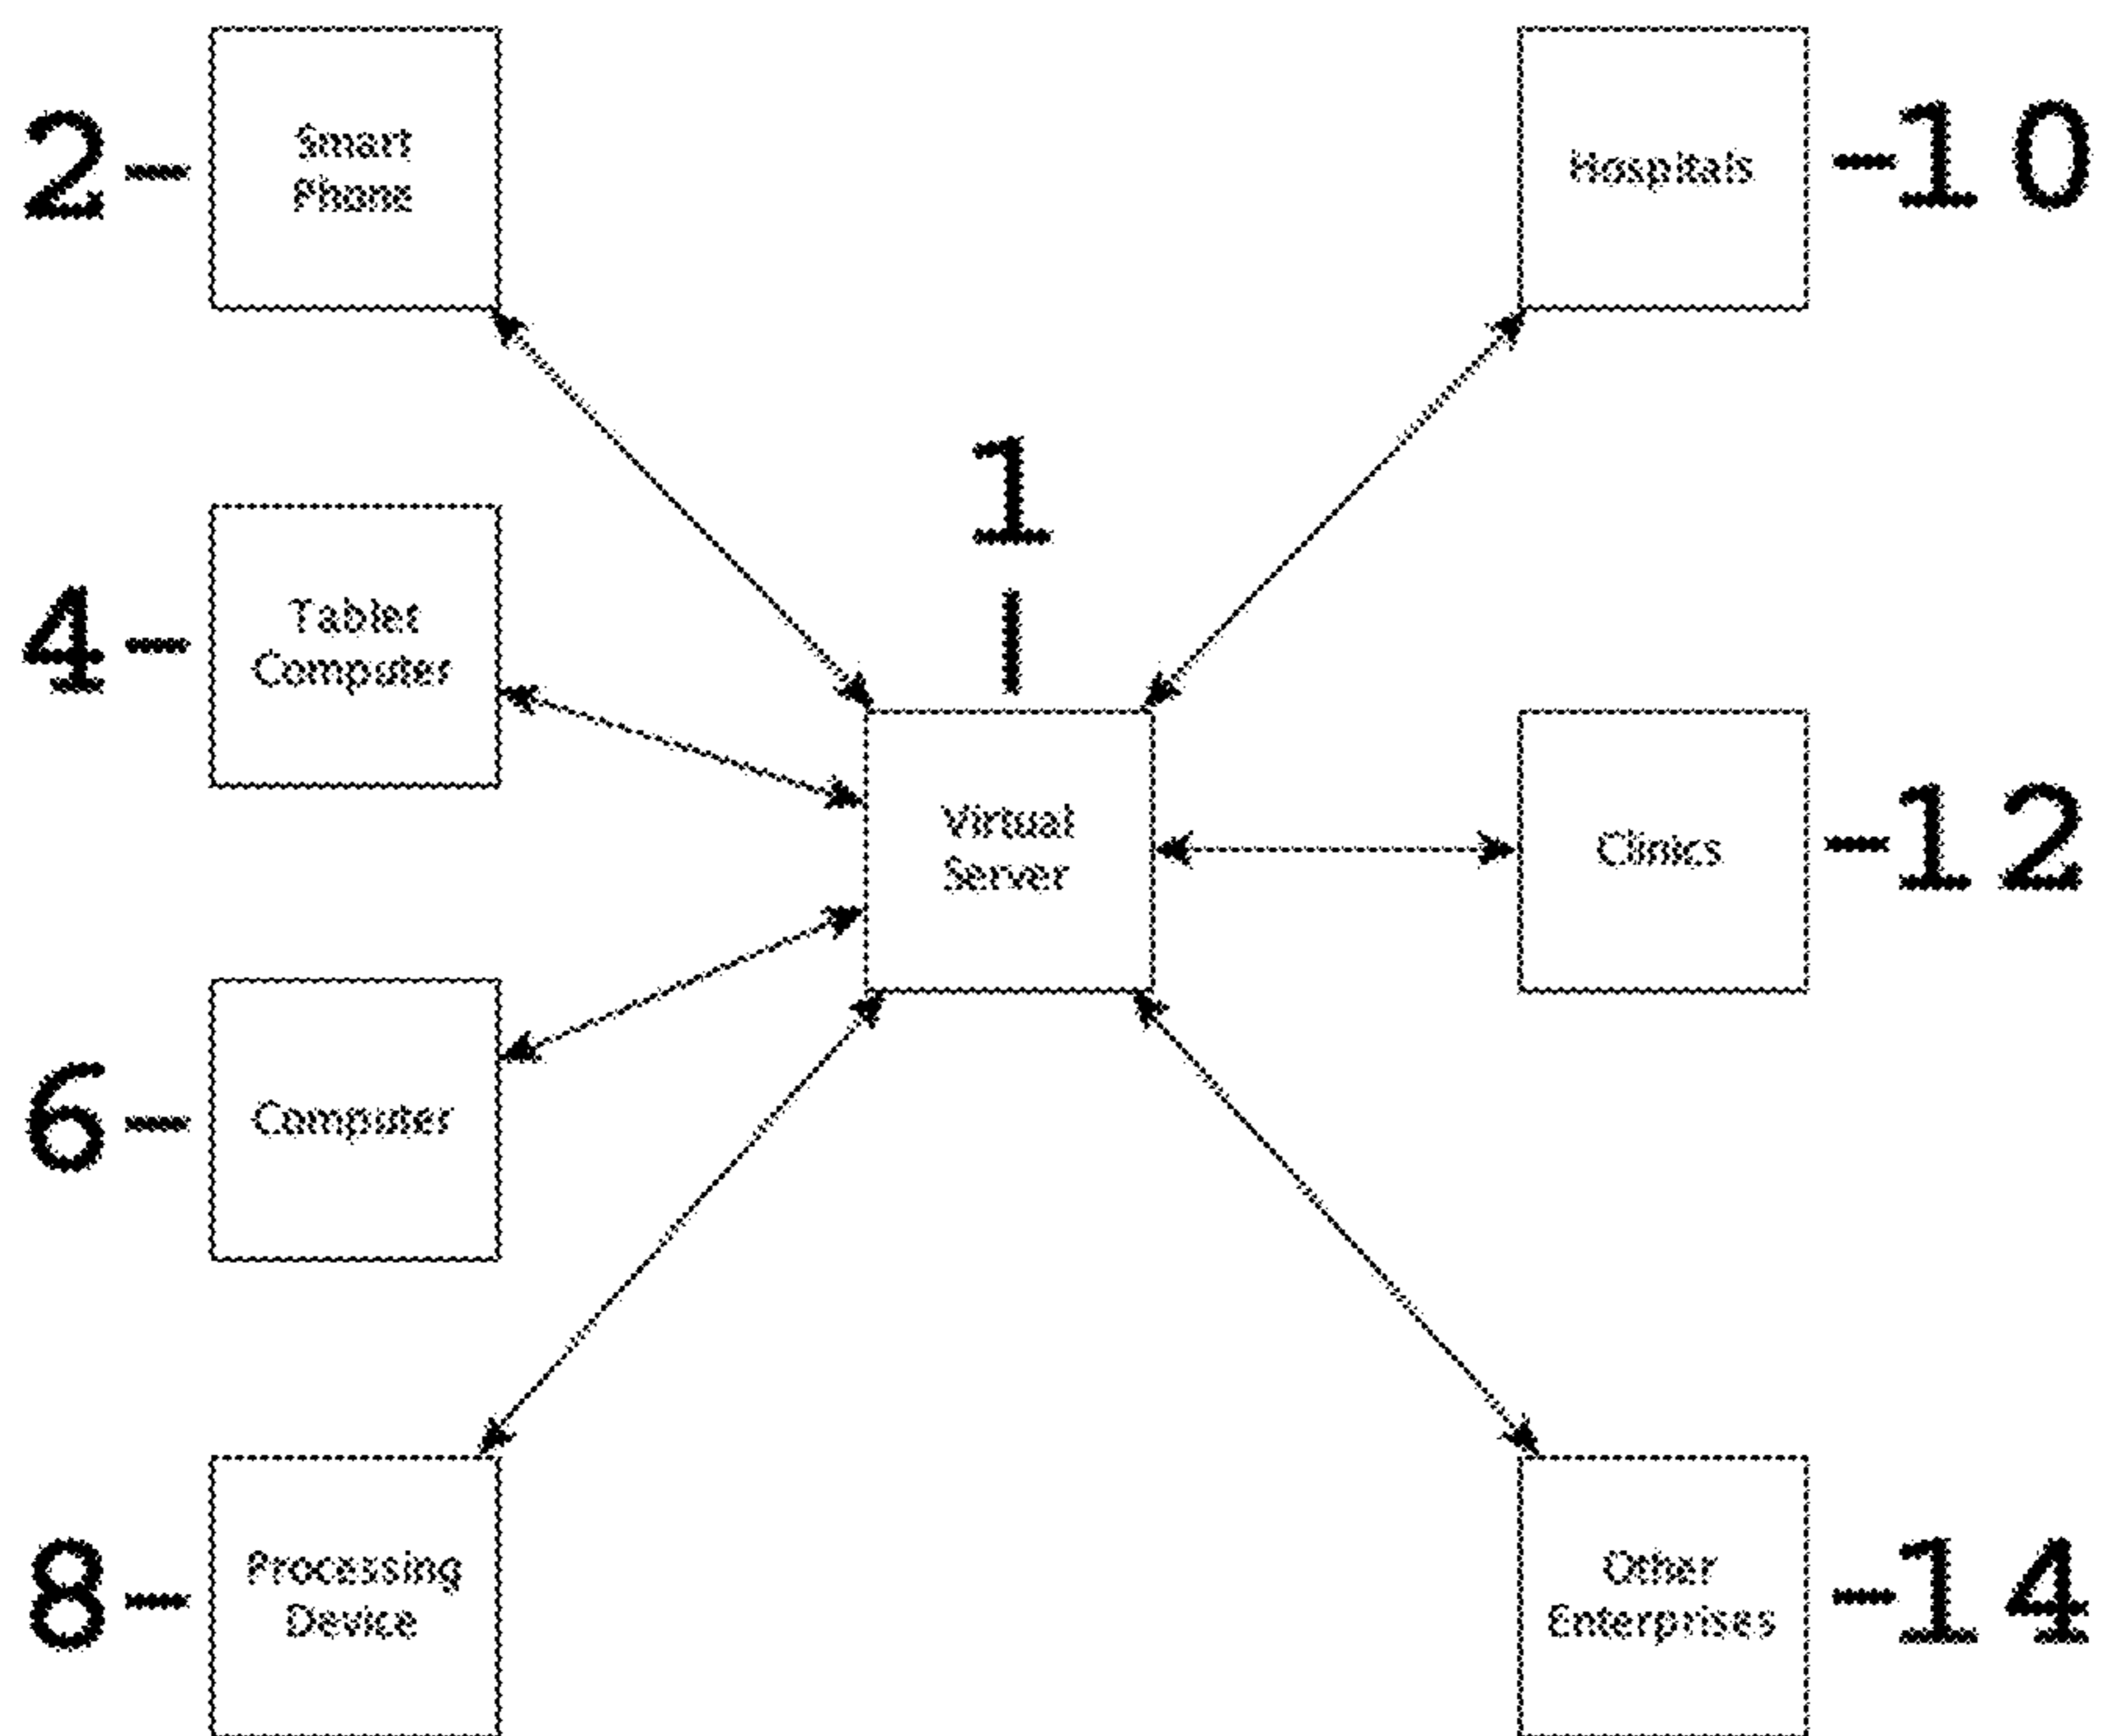 2-
Smart
Phone
Hospitals
-10
1
4-
Tablet
Computer
Virtual
Server
Clinics
-12
6-
Computer
8-
Processing
Device
Other
Enterprises
-14